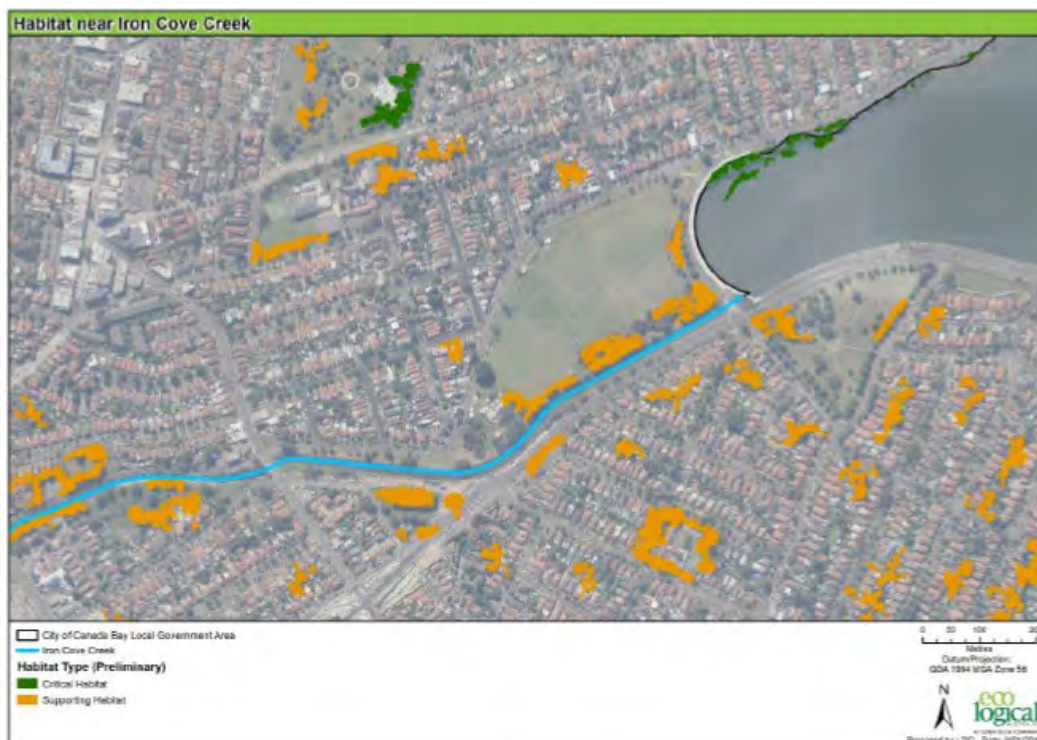 Habitat near Iron Cove Creek
City of Canada Bay Local Government Area
Iron Cove Creek
Habitat Type (Preliminary)
Critical Habitat
Supporting Habitat
0 50 100 200
Metres
Datum/Projection:
GDA 1994 MGA Zone 56
N
eco
logical